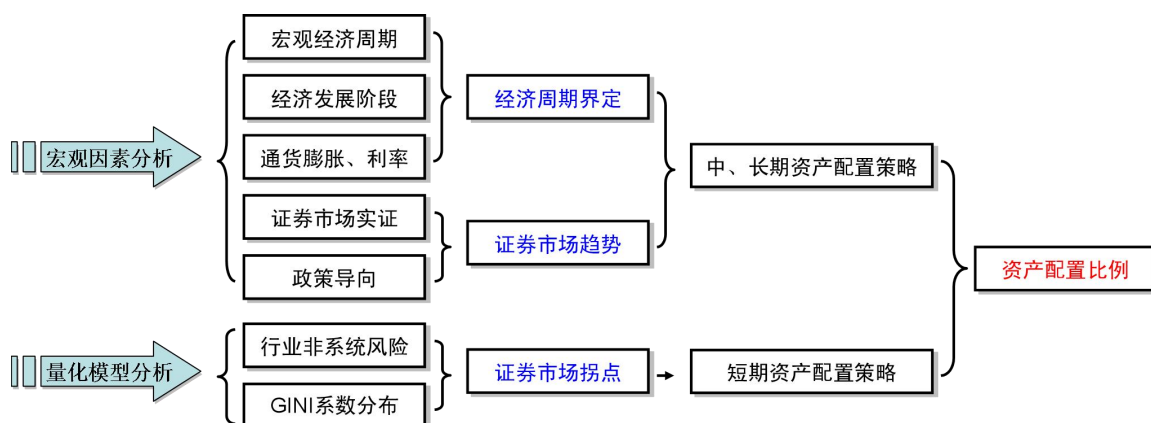 宏观因素分析
宏观经济周期
经济发展阶段
通货膨胀、利率
证券市场实证
政策导向
经济周期界定
证券市场趋势
中、长期资产配置策略
资产配置比例
量化模型分析
行业非系统风险
GINI系数分布
证券市场拐点
短期资产配置策略